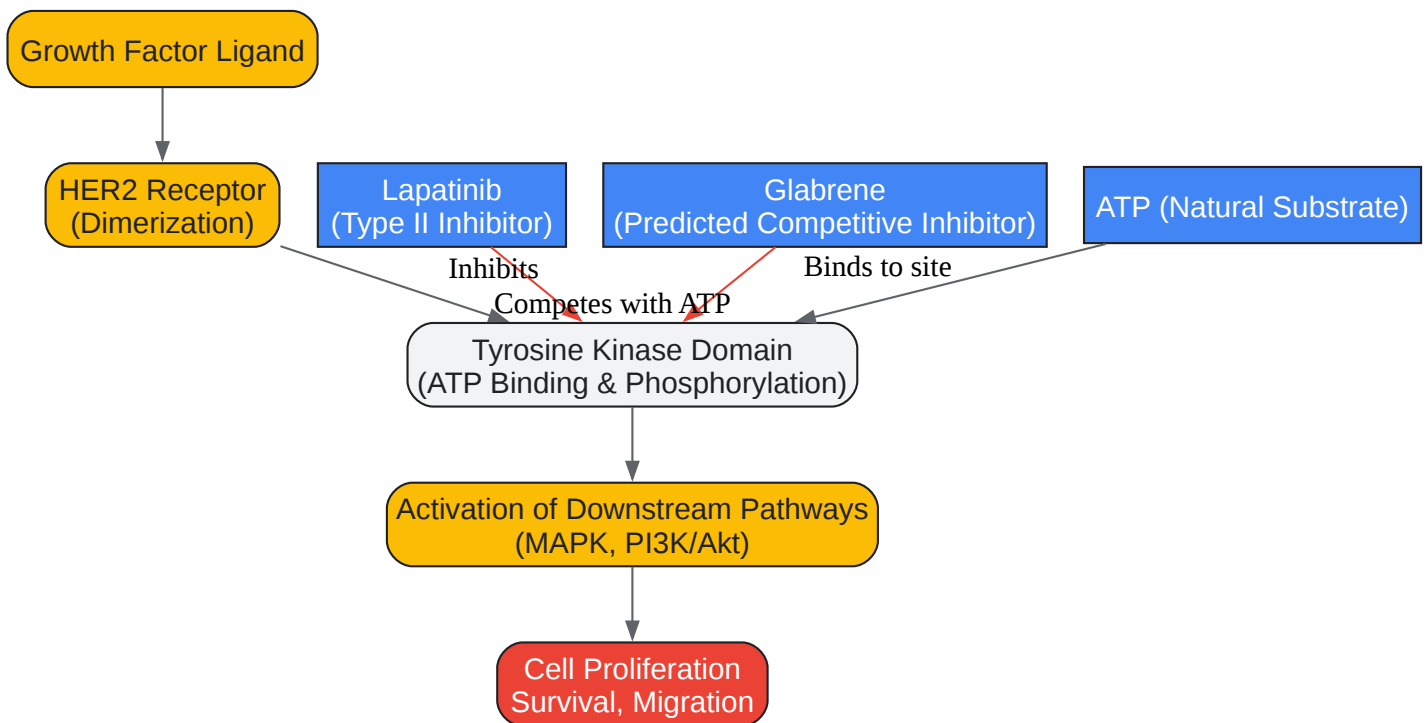 Growth Factor Ligand
HER2 Receptor
(Dimerization)
Lapatinib
(Type II Inhibitor)
Glabrene
(Predicted Competitive Inhibitor)
ATP (Natural Substrate)
Inhibits
Competes with ATP
Binds to site
Tyrosine Kinase Domain
(ATP Binding & Phosphorylation)
Activation of Downstream Pathways
(MAPK, PI3K/Akt)
Cell Proliferation
Survival, Migration